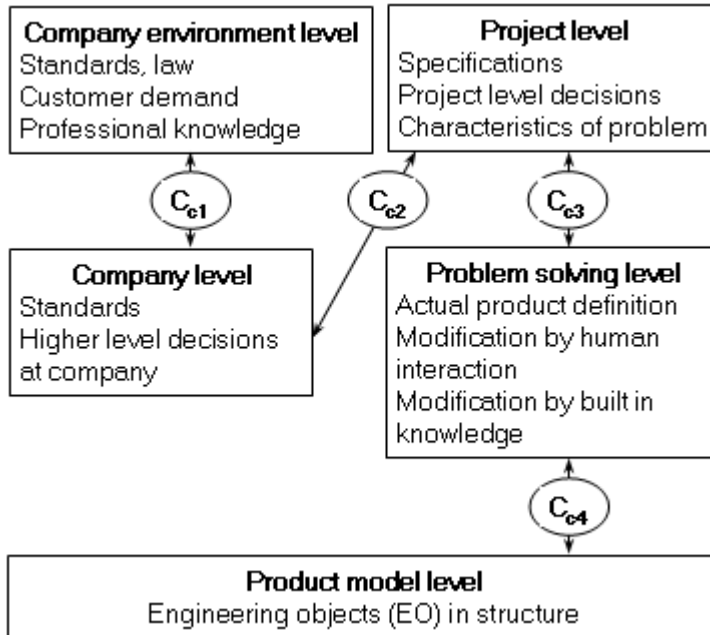 Company environment level
Standards, law
Customer demand
Professional knowledge
Project level
Specifications
Project level decisions
Characteristics of problem
Cc1
Cc2
Cc3
Company level
Standards
Higher level decisions
at company
Problem solving level
Actual product definition
Modification by human
interaction
Modification by built in
knowledge
Cc4
Product model level
Engineering objects (EO) in structure